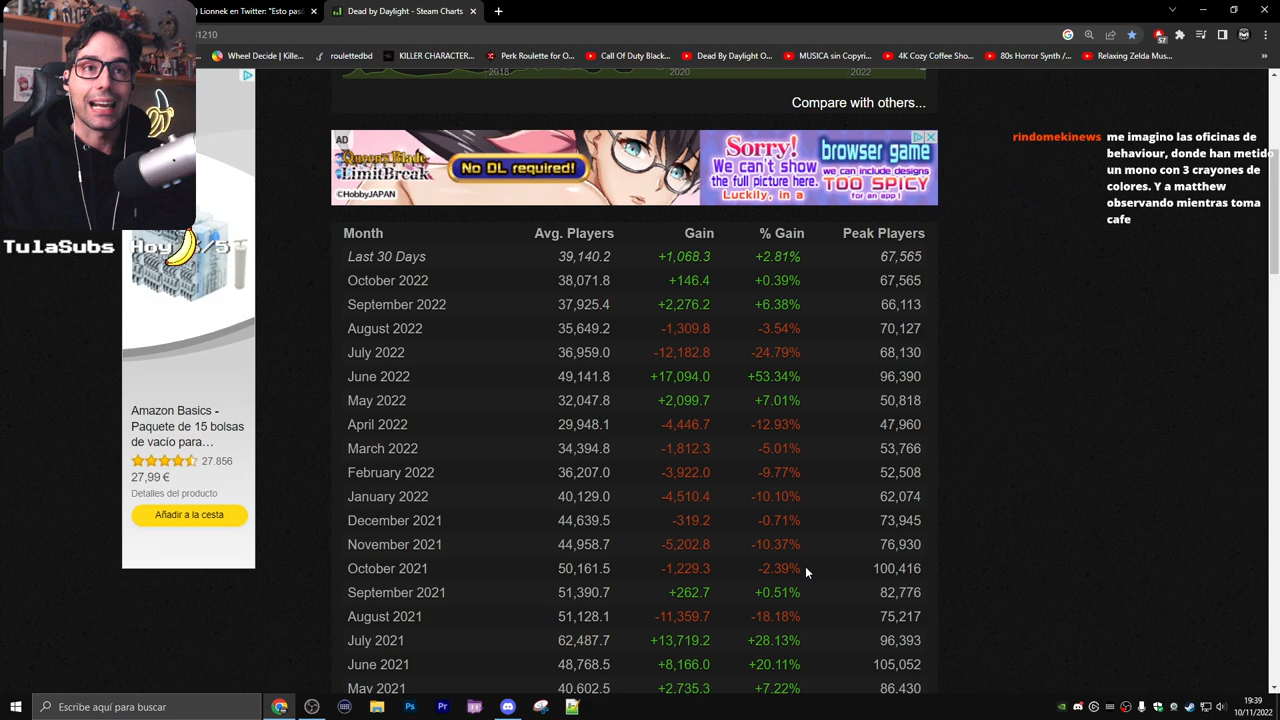 Lionnek en Twitter: "Esto pasó
Dead by Daylight - Steam Charts
31210
Wheel Decide | Kille...
roulettedbd
KILLER CHARACTER...
Perk Roulette for O...
Call Of Duty Black...
Dead By Daylight O...
MUSICA sin Copyri...
4K Cozy Coffee Sho...
80s Horror Synth /...
Relaxing Zelda Mus...
2018 2020 2022
Compare with others...
AD
Queen's Blade
LimitBreak
©HobbyJAPAN
No DL required!
Sorry!
We can't show
the full picture here.
Luckily, in a
browser game
we can include designs
TOO SPICY
for an app!
rindomekinews me imagino las oficinas de
behaviour, donde han metido
un mono con 3 crayones de
colores. Y a matthew
observando mientras toma
cafe
TulaSubs Hoy /5
Amazon Basics -
Paquete de 15 bolsas
de vacío para…
27.856
27,99 €
Detalles del producto
Añadir a la cesta
Month Avg. Players Gain % Gain Peak Players
Last 30 Days 39,140.2 +1,068.3 +2.81% 67,565
October 2022 38,071.8 +146.4 +0.39% 67,565
September 2022 37,925.4 +2,276.2 +6.38% 66,113
August 2022 35,649.2 -1,309.8 -3.54% 70,127
July 2022 36,959.0 -12,182.8 -24.79% 68,130
June 2022 49,141.8 +17,094.0 +53.34% 96,390
May 2022 32,047.8 +2,099.7 +7.01% 50,818
April 2022 29,948.1 -4,446.7 -12.93% 47,960
March 2022 34,394.8 -1,812.3 -5.01% 53,766
February 2022 36,207.0 -3,922.0 -9.77% 52,508
January 2022 40,129.0 -4,510.4 -10.10% 62,074
December 2021 44,639.5 -319.2 -0.71% 73,945
November 2021 44,958.7 -5,202.8 -10.37% 76,930
October 2021 50,161.5 -1,229.3 -2.39% 100,416
September 2021 51,390.7 +262.7 +0.51% 82,776
August 2021 51,128.1 -11,359.7 -18.18% 75,217
July 2021 62,487.7 +13,719.2 +28.13% 96,393
June 2021 48,768.5 +8,166.0 +20.11% 105,052
May 2021 40,602.5 +2,735.3 +7.22% 86,430
Escribe aquí para buscar
19:39
10/11/2022